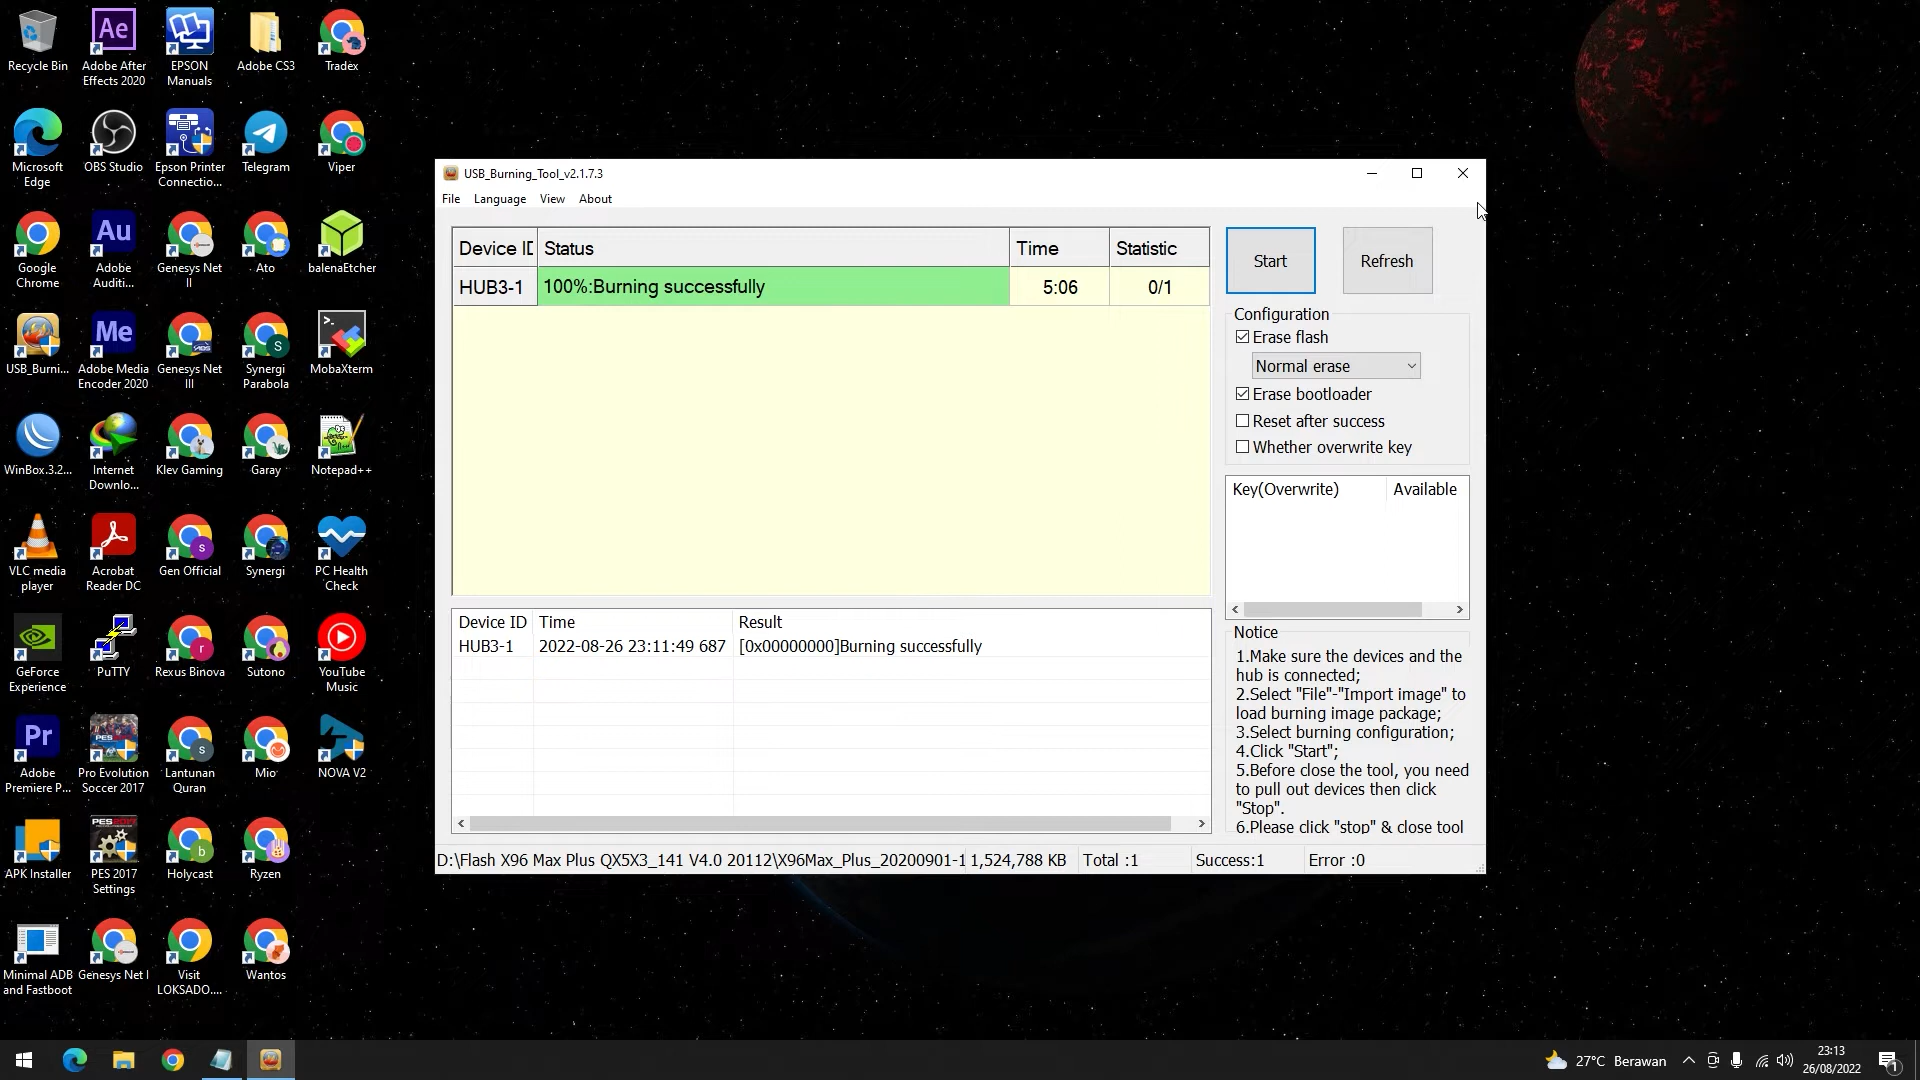 Recycle Bin
Adobe After
Effects 2020
EPSON
Manuals
Adobe CS3
Tradex
Microsoft
Edge
OBS Studio
Epson Printer
Connectio...
Telegram
Viper
Google
Chrome
Adobe
Auditi...
Genesys Net
II
Ato
balenaEtcher
USB_Burni...
Adobe Media
Encoder 2020
Genesys Net
III
Synergi
Parabola
MobaXterm
WinBox.3.2...
Internet
Downlo...
Klev Gaming
Garay
Notepad++
VLC media
player
Acrobat
Reader DC
Gen Official
Synergi
PC Health
Check
GeForce
Experience
PuTTY
Rexus Binova
Sutono
YouTube
Music
Adobe
Premiere P...
Pro Evolution
Soccer 2017
Lantunan
Quran
Mio
NOVA V2
APK Installer
PES 2017
Settings
Holycast
Ryzen
Minimal ADB
and Fastboot
Genesys Net I
Visit
LOKSADO....
Wantos
USB_Burning_Tool_v2.1.7.3
File Language View About
Device ID Status Time Statistic
HUB3-1 100%:Burning successfully 5:06 0/1
Start Refresh
Configuration
Erase flash
Normal erase
Erase bootloader
Reset after success
Whether overwrite key
Key(Overwrite) Available
Device ID Time Result
HUB3-1 2022-08-26 23:11:49 687 [0x00000000]Burning successfully
Notice
1.Make sure the devices and the
hub is connected;
2.Select "File"-"Import image" to
load burning image package;
3.Select burning configuration;
4.Click "Start";
5.Before close the tool, you need
to pull out devices then click
"Stop".
6.Please click "stop" & close tool
D:\Flash X96 Max Plus QX5X3_141 V4.0 20112\X96Max_Plus_20200901-1 1,524,788 KB Total :1 Success:1 Error :0
27°C Berawan
23:13
26/08/2022
1